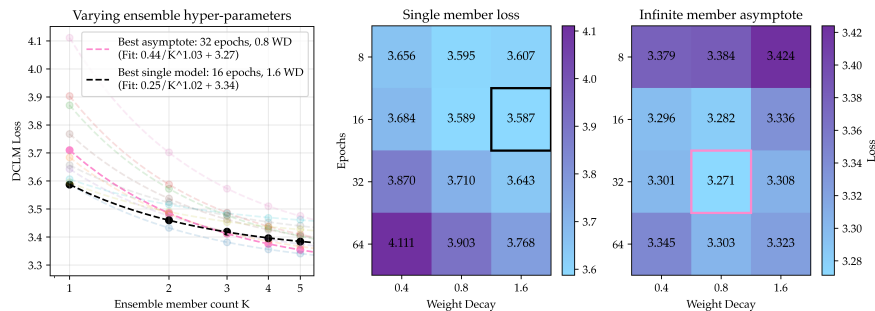 Varying ensemble hyper-parameters
4.1
4.0
3.9
3.8
3.7
3.6
3.5
3.4
3.3
DCLM Loss
Best asymptote: 32 epochs, 0.8 WD
(Fit: 0.44/K^1.03 + 3.27)
Best single model: 16 epochs, 1.6 WD
(Fit: 0.25/K^1.02 + 3.34)
1 2 3 4 5
Ensemble member count K
Single member loss
Epochs
8 3.656 3.595 3.607
16 3.684 3.589 3.587
32 3.870 3.710 3.643
64 4.111 3.903 3.768
0.4 0.8 1.6
Weight Decay
4.1
4.0
3.9
3.8
3.7
3.6
Infinite member asymptote
8 3.379 3.384 3.424
16 3.296 3.282 3.336
32 3.301 3.271 3.308
64 3.345 3.303 3.323
0.4 0.8 1.6
Weight Decay
3.42
3.40
3.38
3.36
3.34
3.32
3.30
3.28
Loss